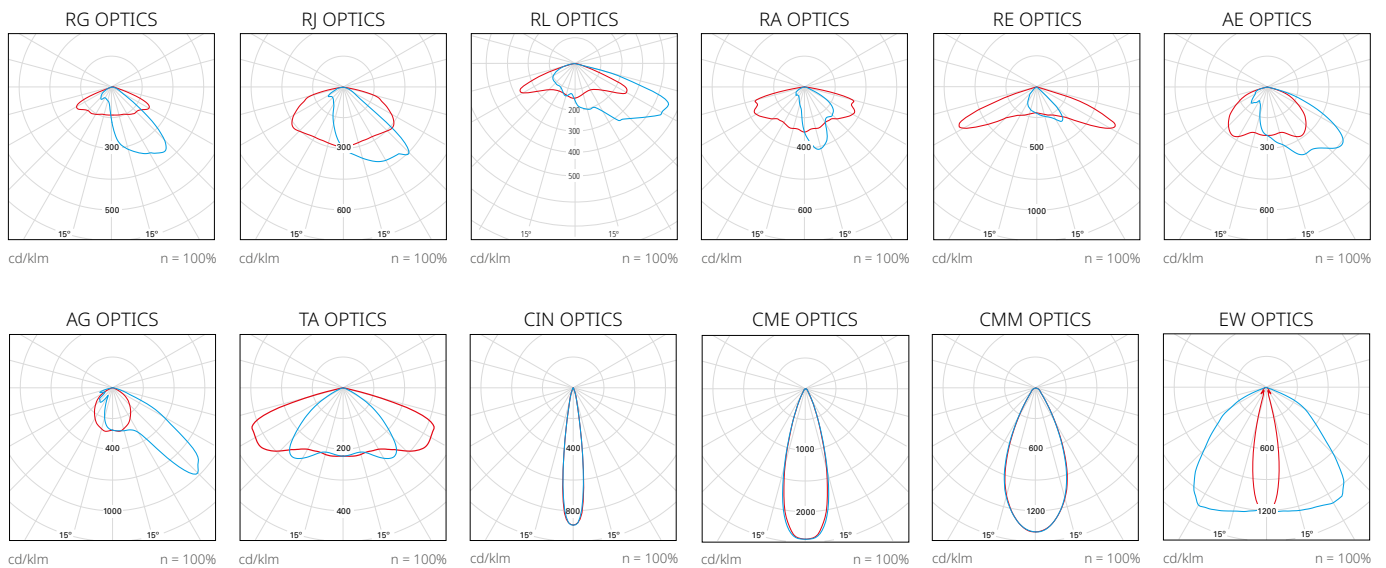 RG OPTICS
300
500
15° 15°
cd/klm n = 100%
RJ OPTICS
300
600
15° 15°
cd/klm n = 100%
RL OPTICS
200
300
400
500
15° 15°
cd/klm n = 100%
RA OPTICS
400
600
15° 15°
cd/klm n = 100%
RE OPTICS
500
1000
15° 15°
cd/klm n = 100%
AE OPTICS
300
600
15° 15°
cd/klm n = 100%
AG OPTICS
400
1000
15° 15°
cd/klm n = 100%
TA OPTICS
200
400
15° 15°
cd/klm n = 100%
CIN OPTICS
400
800
15° 15°
cd/klm n = 100%
CME OPTICS
1000
2000
15° 15°
cd/klm n = 100%
CMM OPTICS
600
1200
15° 15°
cd/klm n = 100%
EW OPTICS
600
1200
15° 15°
cd/klm n = 100%